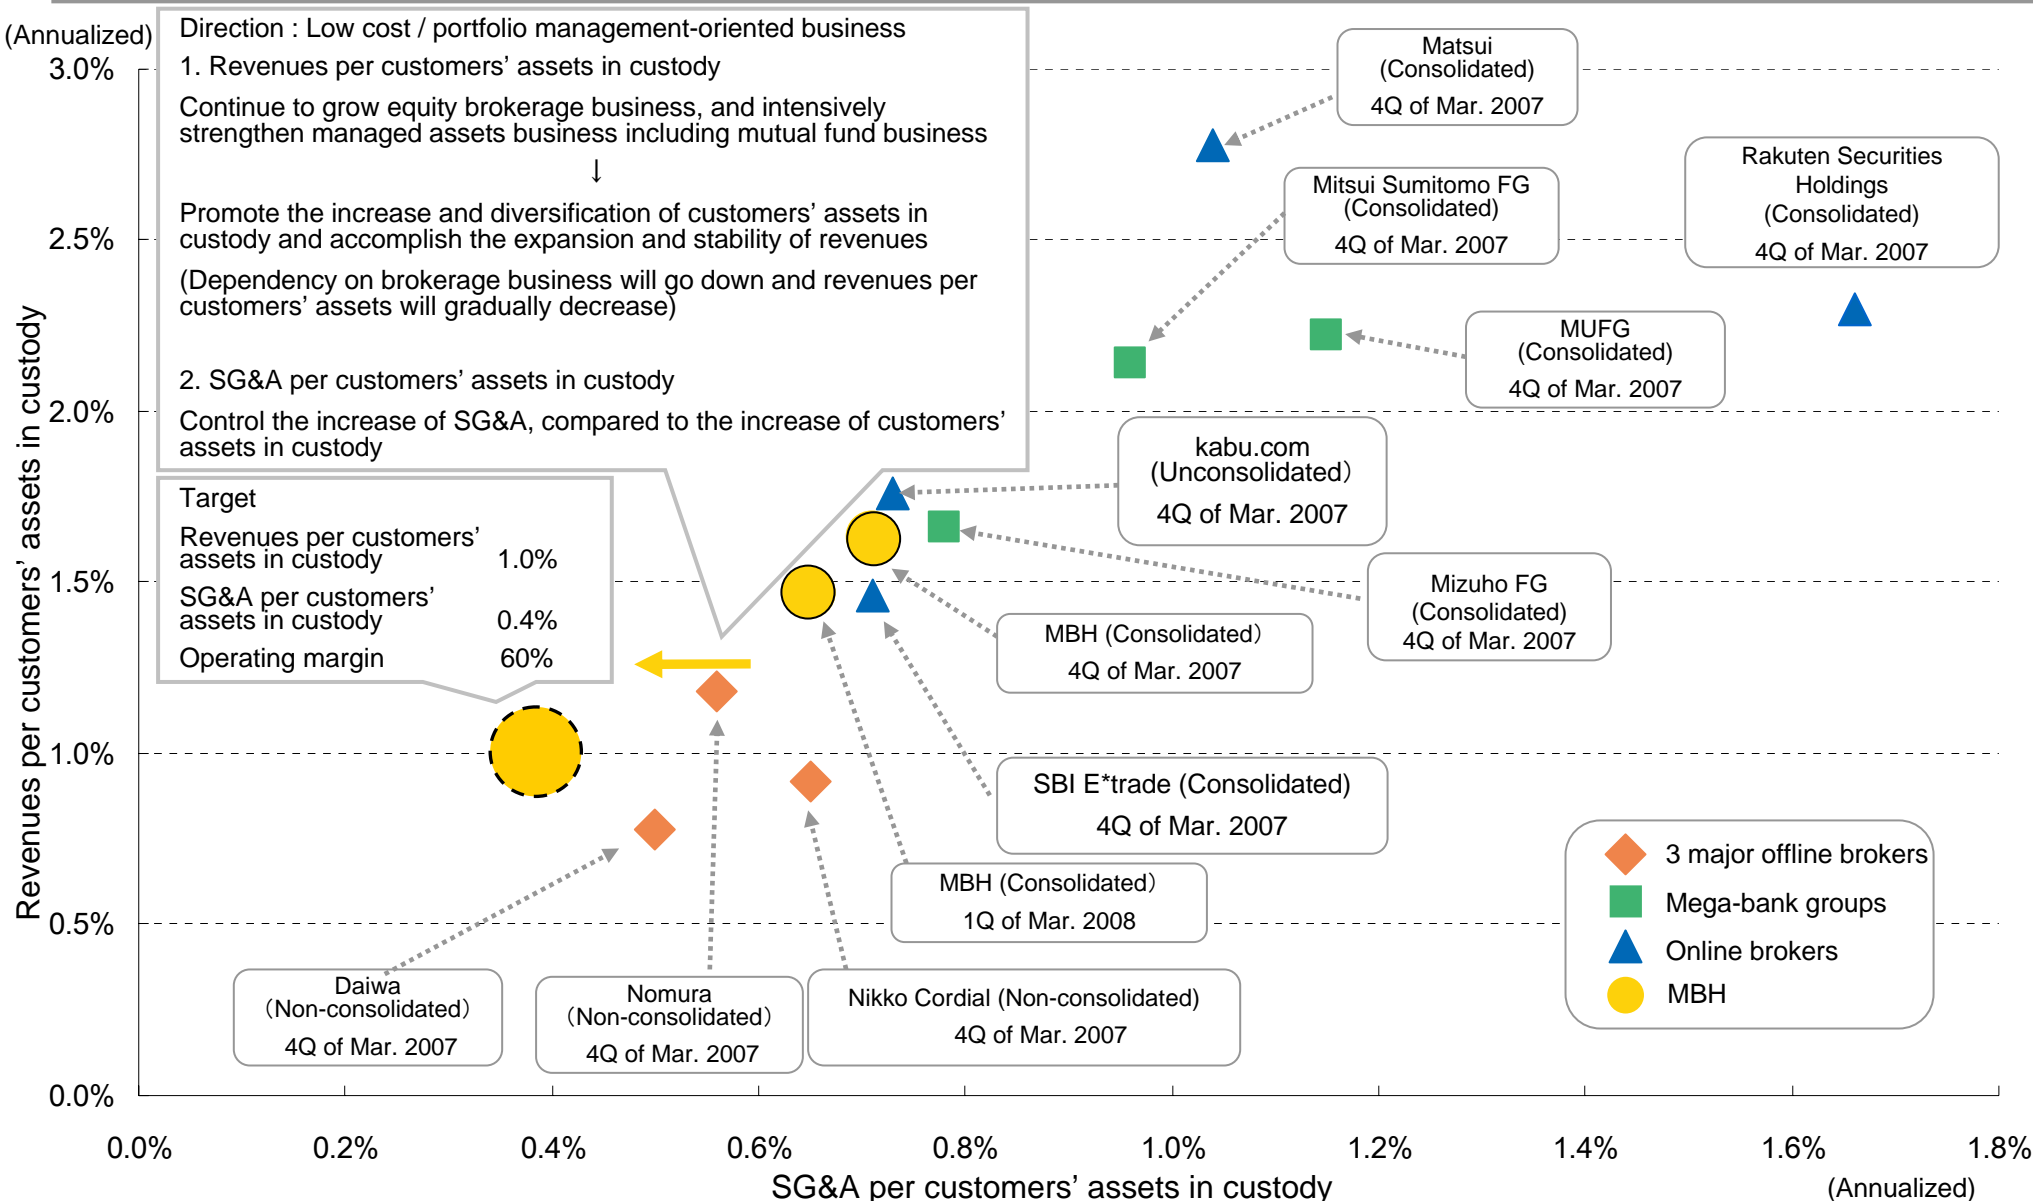 (Annualized)
Direction : Low cost / portfolio management-oriented business
1. Revenues per customers’ assets in custody
Continue to grow equity brokerage business, and intensively
strengthen managed assets business including mutual fund business
↓
Promote the increase and diversification of customers’ assets in
custody and accomplish the expansion and stability of revenues
(Dependency on brokerage business will go down and revenues per
customers’ assets will gradually decrease)
2. SG&A per customers’ assets in custody
Control the increase of SG&A, compared to the increase of customers’
assets in custody
Target
Revenues per customers’
assets in custody 1.0%
SG&A per customers’
assets in custody 0.4%
Operating margin 60%
Matsui
(Consolidated)
4Q of Mar. 2007
Mitsui Sumitomo FG
(Consolidated)
4Q of Mar. 2007
Rakuten Securities
Holdings
(Consolidated)
4Q of Mar. 2007
MUFG
(Consolidated)
4Q of Mar. 2007
kabu.com
(Unconsolidated）
4Q of Mar. 2007
Mizuho FG
(Consolidated)
4Q of Mar. 2007
MBH (Consolidated）
4Q of Mar. 2007
SBI E*trade (Consolidated)
4Q of Mar. 2007
MBH (Consolidated）
1Q of Mar. 2008
Daiwa
（Non-consolidated）
4Q of Mar. 2007
Nomura
（Non-consolidated）
4Q of Mar. 2007
Nikko Cordial (Non-consolidated)
4Q of Mar. 2007
3 major offline brokers
Mega-bank groups
Online brokers
MBH
Revenues per customers’ assets in custody
3.0%
2.5%
2.0%
1.5%
1.0%
0.5%
0.0%
0.0% 0.2% 0.4% 0.6% 0.8% 1.0% 1.2% 1.4% 1.6% 1.8%
SG&A per customers’ assets in custody
(Annualized)